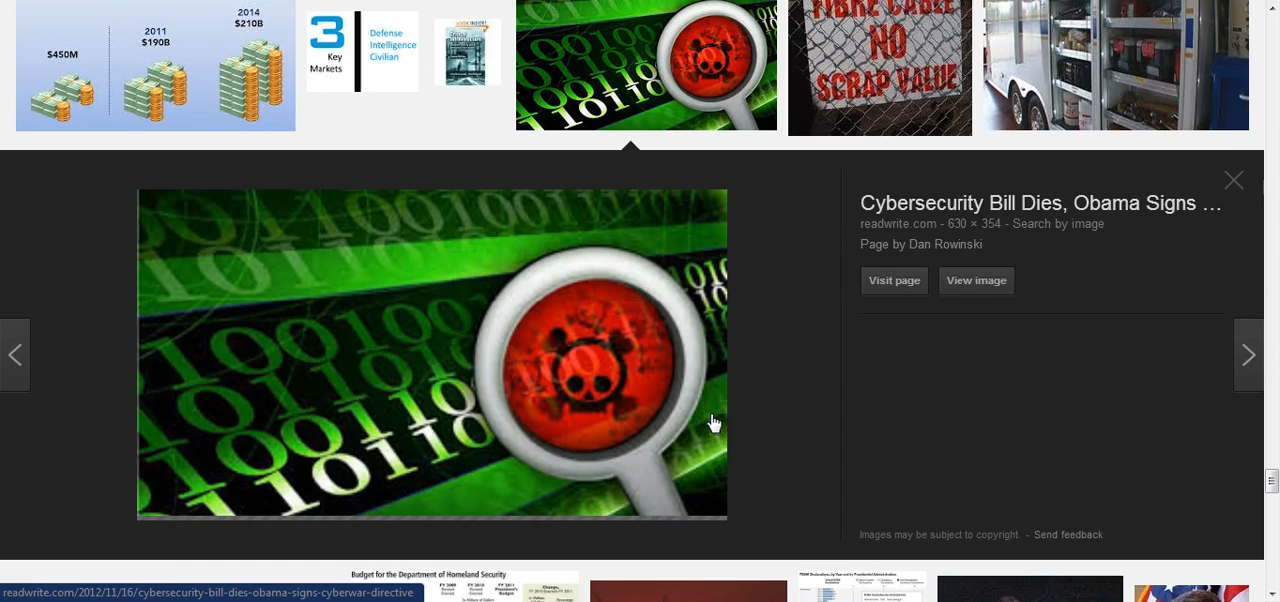 2014
$210B
2011
$190B
$450M
3
Key
Markets
Defense
Intelligence
Civilian
FIBRE CABLE
NO
SCRAP VALUE
Cybersecurity Bill Dies, Obama Signs ...
readwrite.com - 630 × 354 - Search by image
Page by Dan Rowinski
Visit page
View image
Images may be subject to copyright. - Send feedback
Budget for the Department of Homeland Security
readwrite.com/2012/11/16/cybersecurity-bill-dies-obama-signs-cyberwar-directive